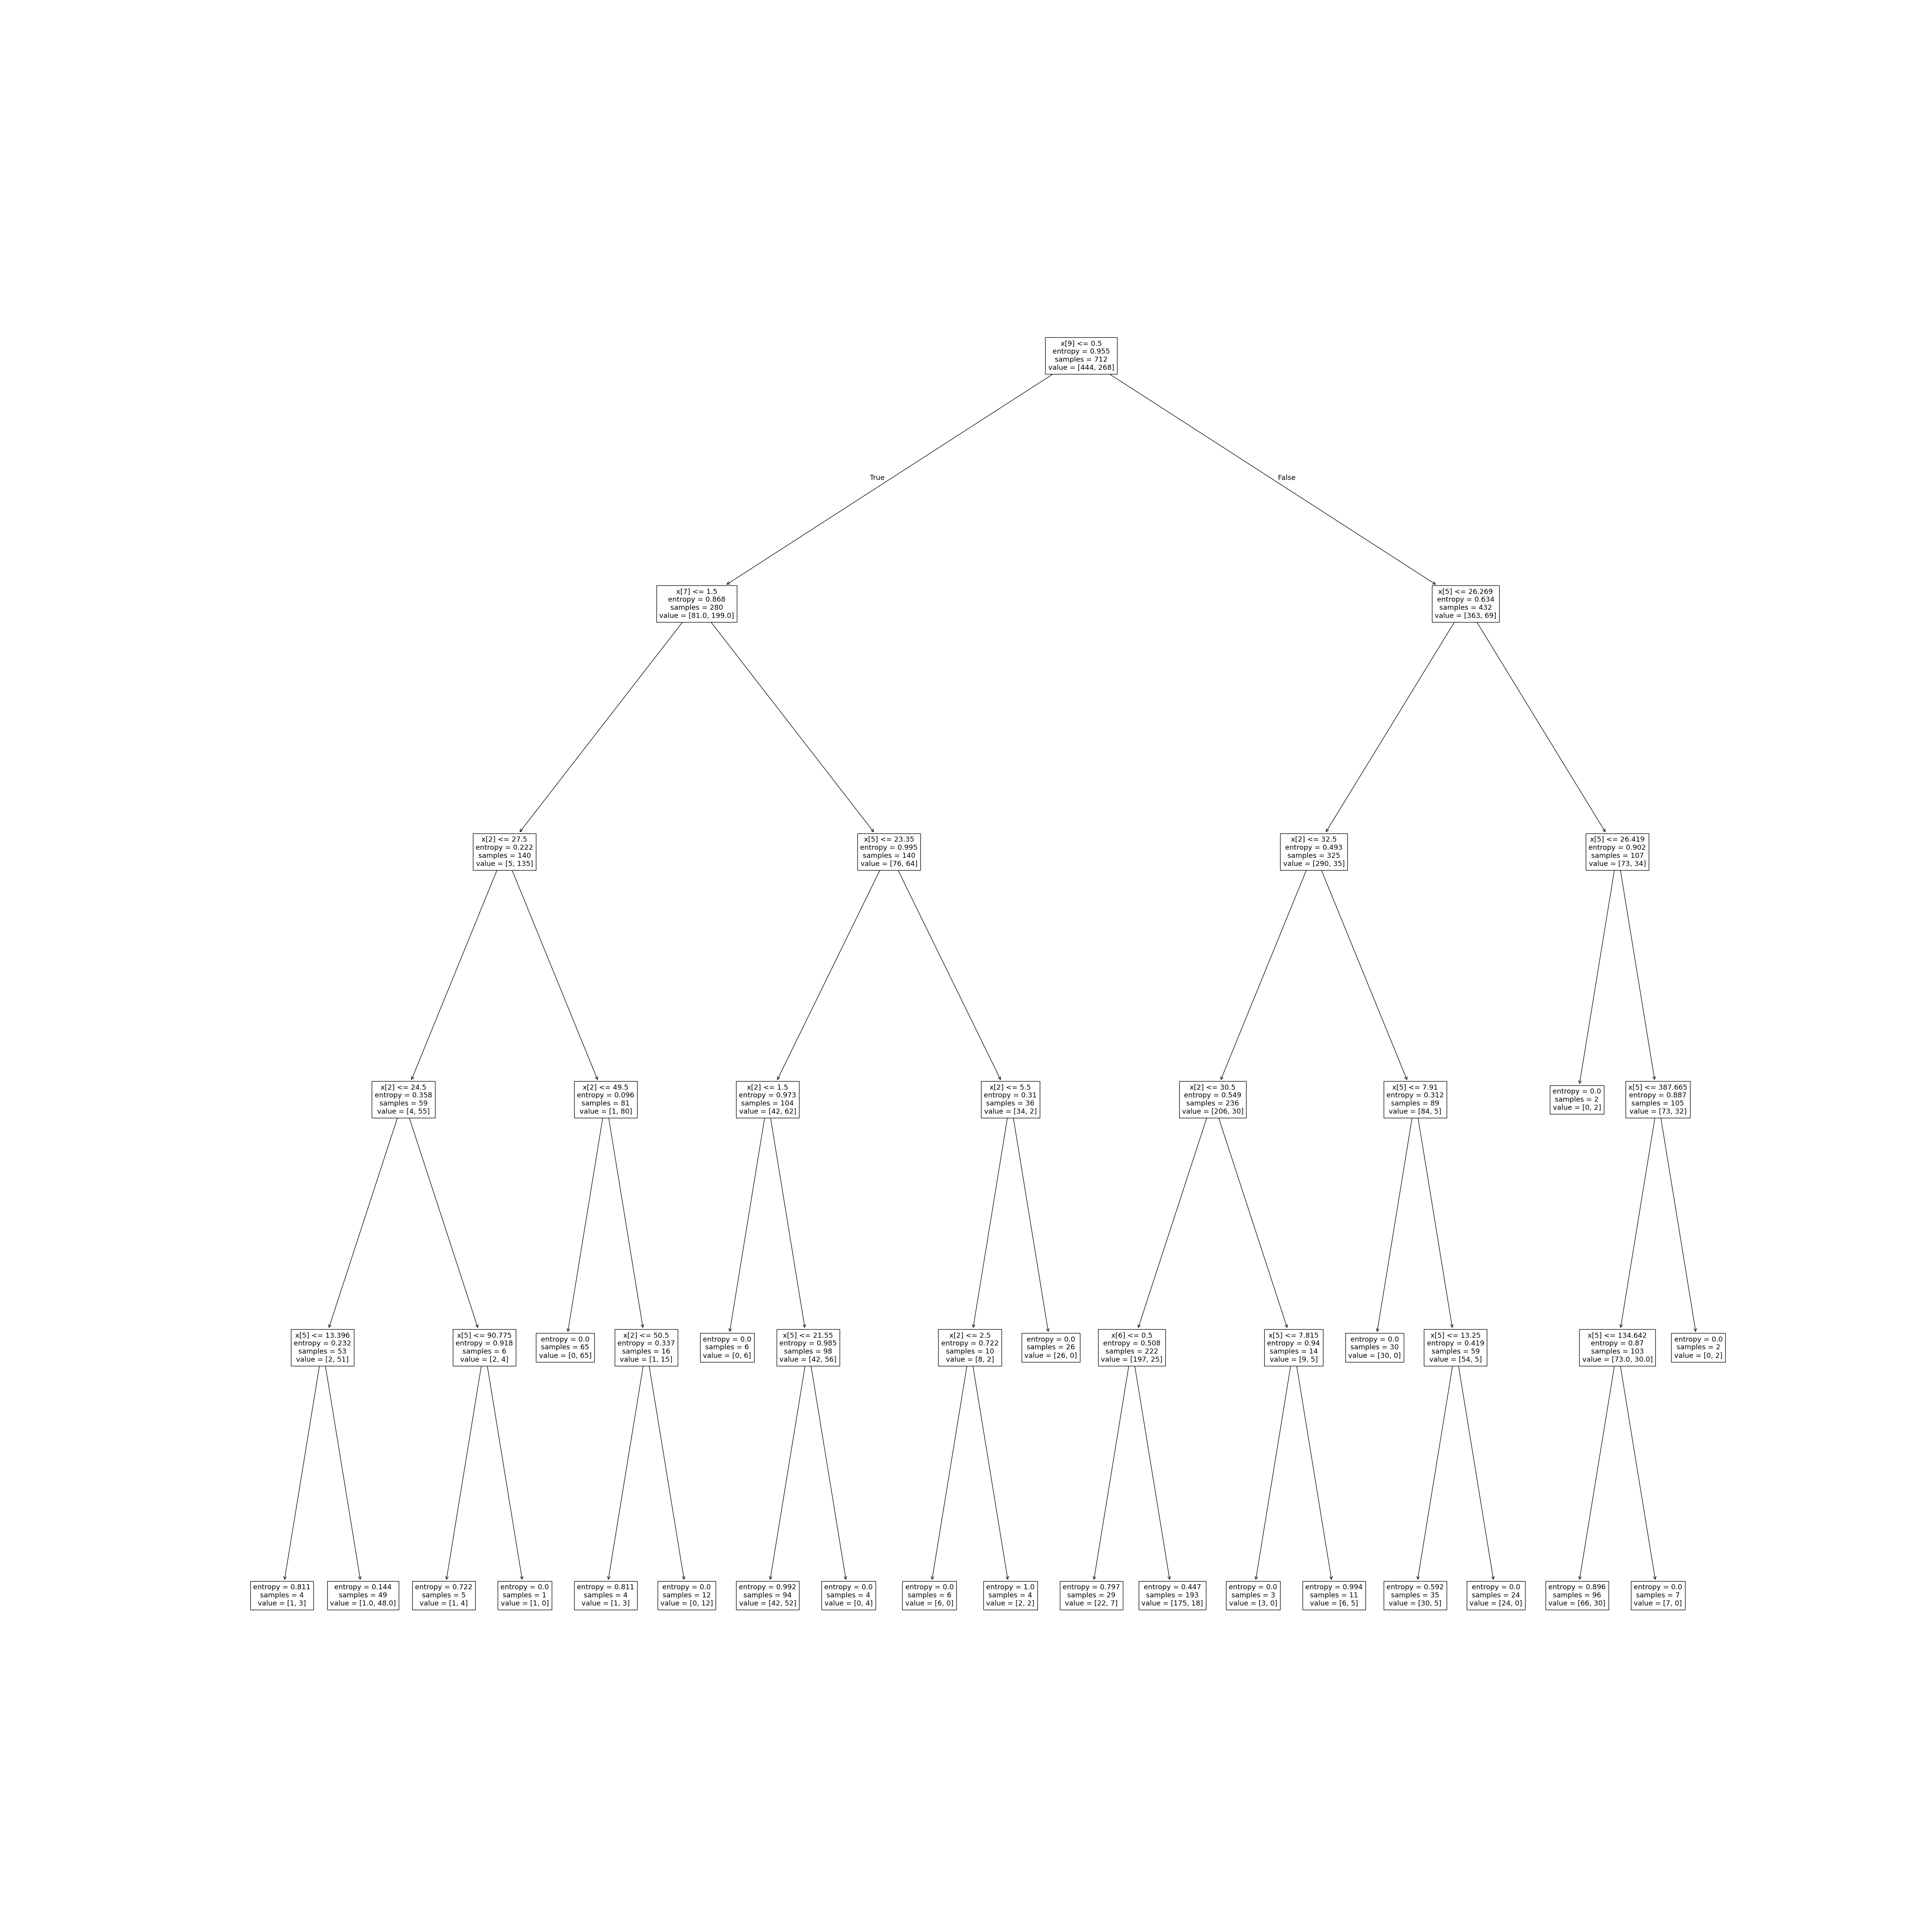 x[9] <= 0.5
entropy = 0.955
samples = 712
value = [444, 268]
True
False
x[7] <= 1.5
entropy = 0.868
samples = 280
value = [81.0, 199.0]
x[5] <= 26.269
entropy = 0.634
samples = 432
value = [363, 69]
x[2] <= 27.5
entropy = 0.222
samples = 140
value = [5, 135]
x[5] <= 23.35
entropy = 0.995
samples = 140
value = [76, 64]
x[2] <= 32.5
entropy = 0.493
samples = 325
value = [290, 35]
x[5] <= 26.419
entropy = 0.902
samples = 107
value = [73, 34]
x[2] <= 24.5
entropy = 0.358
samples = 59
value = [4, 55]
x[2] <= 49.5
entropy = 0.096
samples = 81
value = [1, 80]
x[2] <= 1.5
entropy = 0.973
samples = 104
value = [42, 62]
x[2] <= 5.5
entropy = 0.31
samples = 36
value = [34, 2]
x[2] <= 30.5
entropy = 0.549
samples = 236
value = [206, 30]
x[5] <= 7.91
entropy = 0.312
samples = 89
value = [84, 5]
entropy = 0.0
samples = 2
value = [0, 2]
x[5] <= 387.665
entropy = 0.887
samples = 105
value = [73, 32]
x[5] <= 13.396
entropy = 0.232
samples = 53
value = [2, 51]
x[5] <= 90.775
entropy = 0.918
samples = 6
value = [2, 4]
entropy = 0.0
samples = 65
value = [0, 65]
x[2] <= 50.5
entropy = 0.337
samples = 16
value = [1, 15]
entropy = 0.0
samples = 6
value = [0, 6]
x[5] <= 21.55
entropy = 0.985
samples = 98
value = [42, 56]
x[2] <= 2.5
entropy = 0.722
samples = 10
value = [8, 2]
entropy = 0.0
samples = 26
value = [26, 0]
x[6] <= 0.5
entropy = 0.508
samples = 222
value = [197, 25]
x[5] <= 7.815
entropy = 0.94
samples = 14
value = [9, 5]
entropy = 0.0
samples = 30
value = [30, 0]
x[5] <= 13.25
entropy = 0.419
samples = 59
value = [54, 5]
x[5] <= 134.642
entropy = 0.87
samples = 103
value = [73.0, 30.0]
entropy = 0.0
samples = 2
value = [0, 2]
entropy = 0.811
samples = 4
value = [1, 3]
entropy = 0.144
samples = 49
value = [1.0, 48.0]
entropy = 0.722
samples = 5
value = [1, 4]
entropy = 0.0
samples = 1
value = [1, 0]
entropy = 0.811
samples = 4
value = [1, 3]
entropy = 0.0
samples = 12
value = [0, 12]
entropy = 0.992
samples = 94
value = [42, 52]
entropy = 0.0
samples = 4
value = [0, 4]
entropy = 0.0
samples = 6
value = [6, 0]
entropy = 1.0
samples = 4
value = [2, 2]
entropy = 0.797
samples = 29
value = [22, 7]
entropy = 0.447
samples = 193
value = [175, 18]
entropy = 0.0
samples = 3
value = [3, 0]
entropy = 0.994
samples = 11
value = [6, 5]
entropy = 0.592
samples = 35
value = [30, 5]
entropy = 0.0
samples = 24
value = [24, 0]
entropy = 0.896
samples = 96
value = [66, 30]
entropy = 0.0
samples = 7
value = [7, 0]